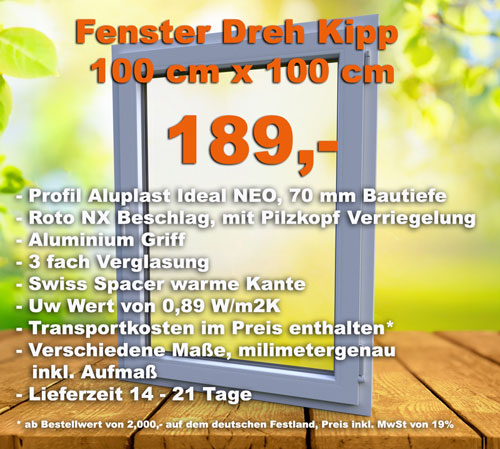 Fenster Dreh Kipp
100 cm x 100 cm
189,-
- Profil Aluplast Ideal NEO, 70 mm Bautiefe
- Roto NX Beschlag, mit Pilzkopf Verriegelung
- Aluminium Griff
- 3 fach Verglasung
- Swiss Spacer warme Kante
- Uw Wert von 0,89 W/m2K
- Transportkosten im Preis enthalten*
- Verschiedene Maße, milimetergenau
inkl. Aufmaß
- Lieferzeit 14 - 21 Tage
* ab Bestellwert von 2,000,- auf dem deutschen Festland, Preis inkl. MwSt von 19%